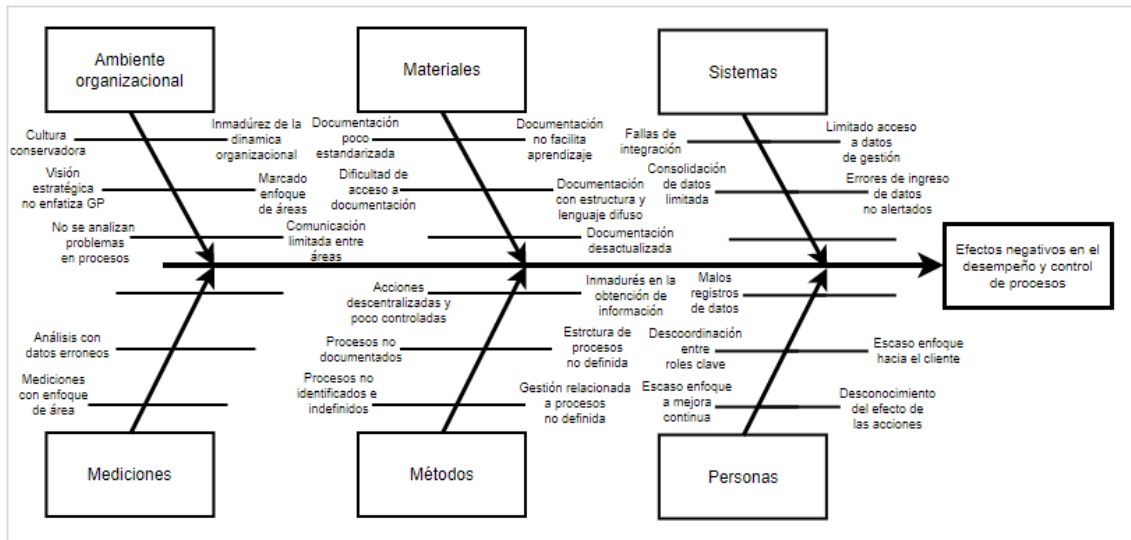 Ambiente
organizacional
Materiales
Sistemas
Cultura
conservadora
Inmadúrez de la
dinamica
organizacional
Visión
estratégica
no enfatiza GP
Marcado
enfoque
de áreas
No se analizan
problemas
en procesos
Comunicación
limitada entre
áreas
Documentación
poco
estandarizada
Documentación
no facilita
aprendizaje
Dificultad de
acceso a
documentación
Documentación
con estructura y
lenguaje difuso
Documentación
desactualizada
Fallas de
integración
Limitado acceso
a datos
de gestión
Consolidación
de datos
limitada
Errores de ingreso
de datos
no alertados
Efectos negativos en el
desempeño y control
de procesos
Análisis con
datos erroneos
Mediciones
con enfoque
de área
Acciones
descentralizadas y
poco controladas
Inmadurés en la
obtención de
información
Procesos no
documentados
Estrctura de
procesos
no definida
Procesos no
identificados e
indefinidos
Gestión relacionada
a procesos
no definida
Malos
registros
de datos
Descoordinación
entre
roles clave
Escaso enfoque
hacia el cliente
Escaso enfoque
a mejora
continua
Desconocimiento
del efecto de
las acciones
Mediciones
Métodos
Personas